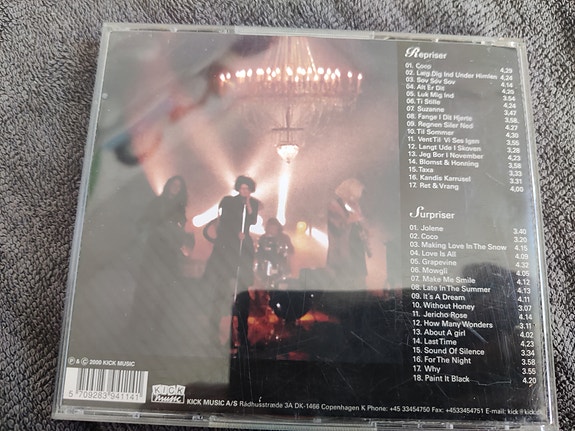 Repriser
01. Coco 4,29
02. Læg Dig Ind Under Himlen 4,24
03. Sov Sov Sov 4,14
04. Alt Er Dit 4,20
05. Luk Mig Ind 3,54
06. Ti Stille 4,24
07. Suzanne 3,47
08. Fange I Dit Hjerte 3,58
09. Regnen Siler Ned 4,27
10. Til Sommer 4,30
11. Vent Til Vi Ses Igen 3,55
12. Langt Ude I Skoven 3,28
13. Jeg Bor I November 4,23
14. Blomst & Honning 3,58
15. Taxa 3,33
16. Kandis Karrusel 3,31
17. Ret & Vrang 4,00
Surpriser
01. Jolene 3.40
02. Coco 3.20
03. Making Love In The Snow 4.15
04. Love Is All 4.09
05. Grapevine 4.32
06. Mowgli 4.05
07. Make Me Smile 4.12
08. Late In The Summer 4.13
09. It's A Dream 4.11
10. Without Honey 3.07
11. Jericho Rose 4.14
12. How Many Wonders 3.11
13. About A girl 4.02
14. Last Time 4.23
15. Sound Of Silence 3.34
16. For The Night 3.58
17. Why 3.55
18. Paint It Black 4.20
℗ & © 2000 KICK MUSIC
5 709283 941141
KICK
music
KICK MUSIC A/S Rådhusstræde 3A DK-1466 Copenhagen K Phone: +45 33454750 Fax: +4533454751 E-mail: kick@kick.dk